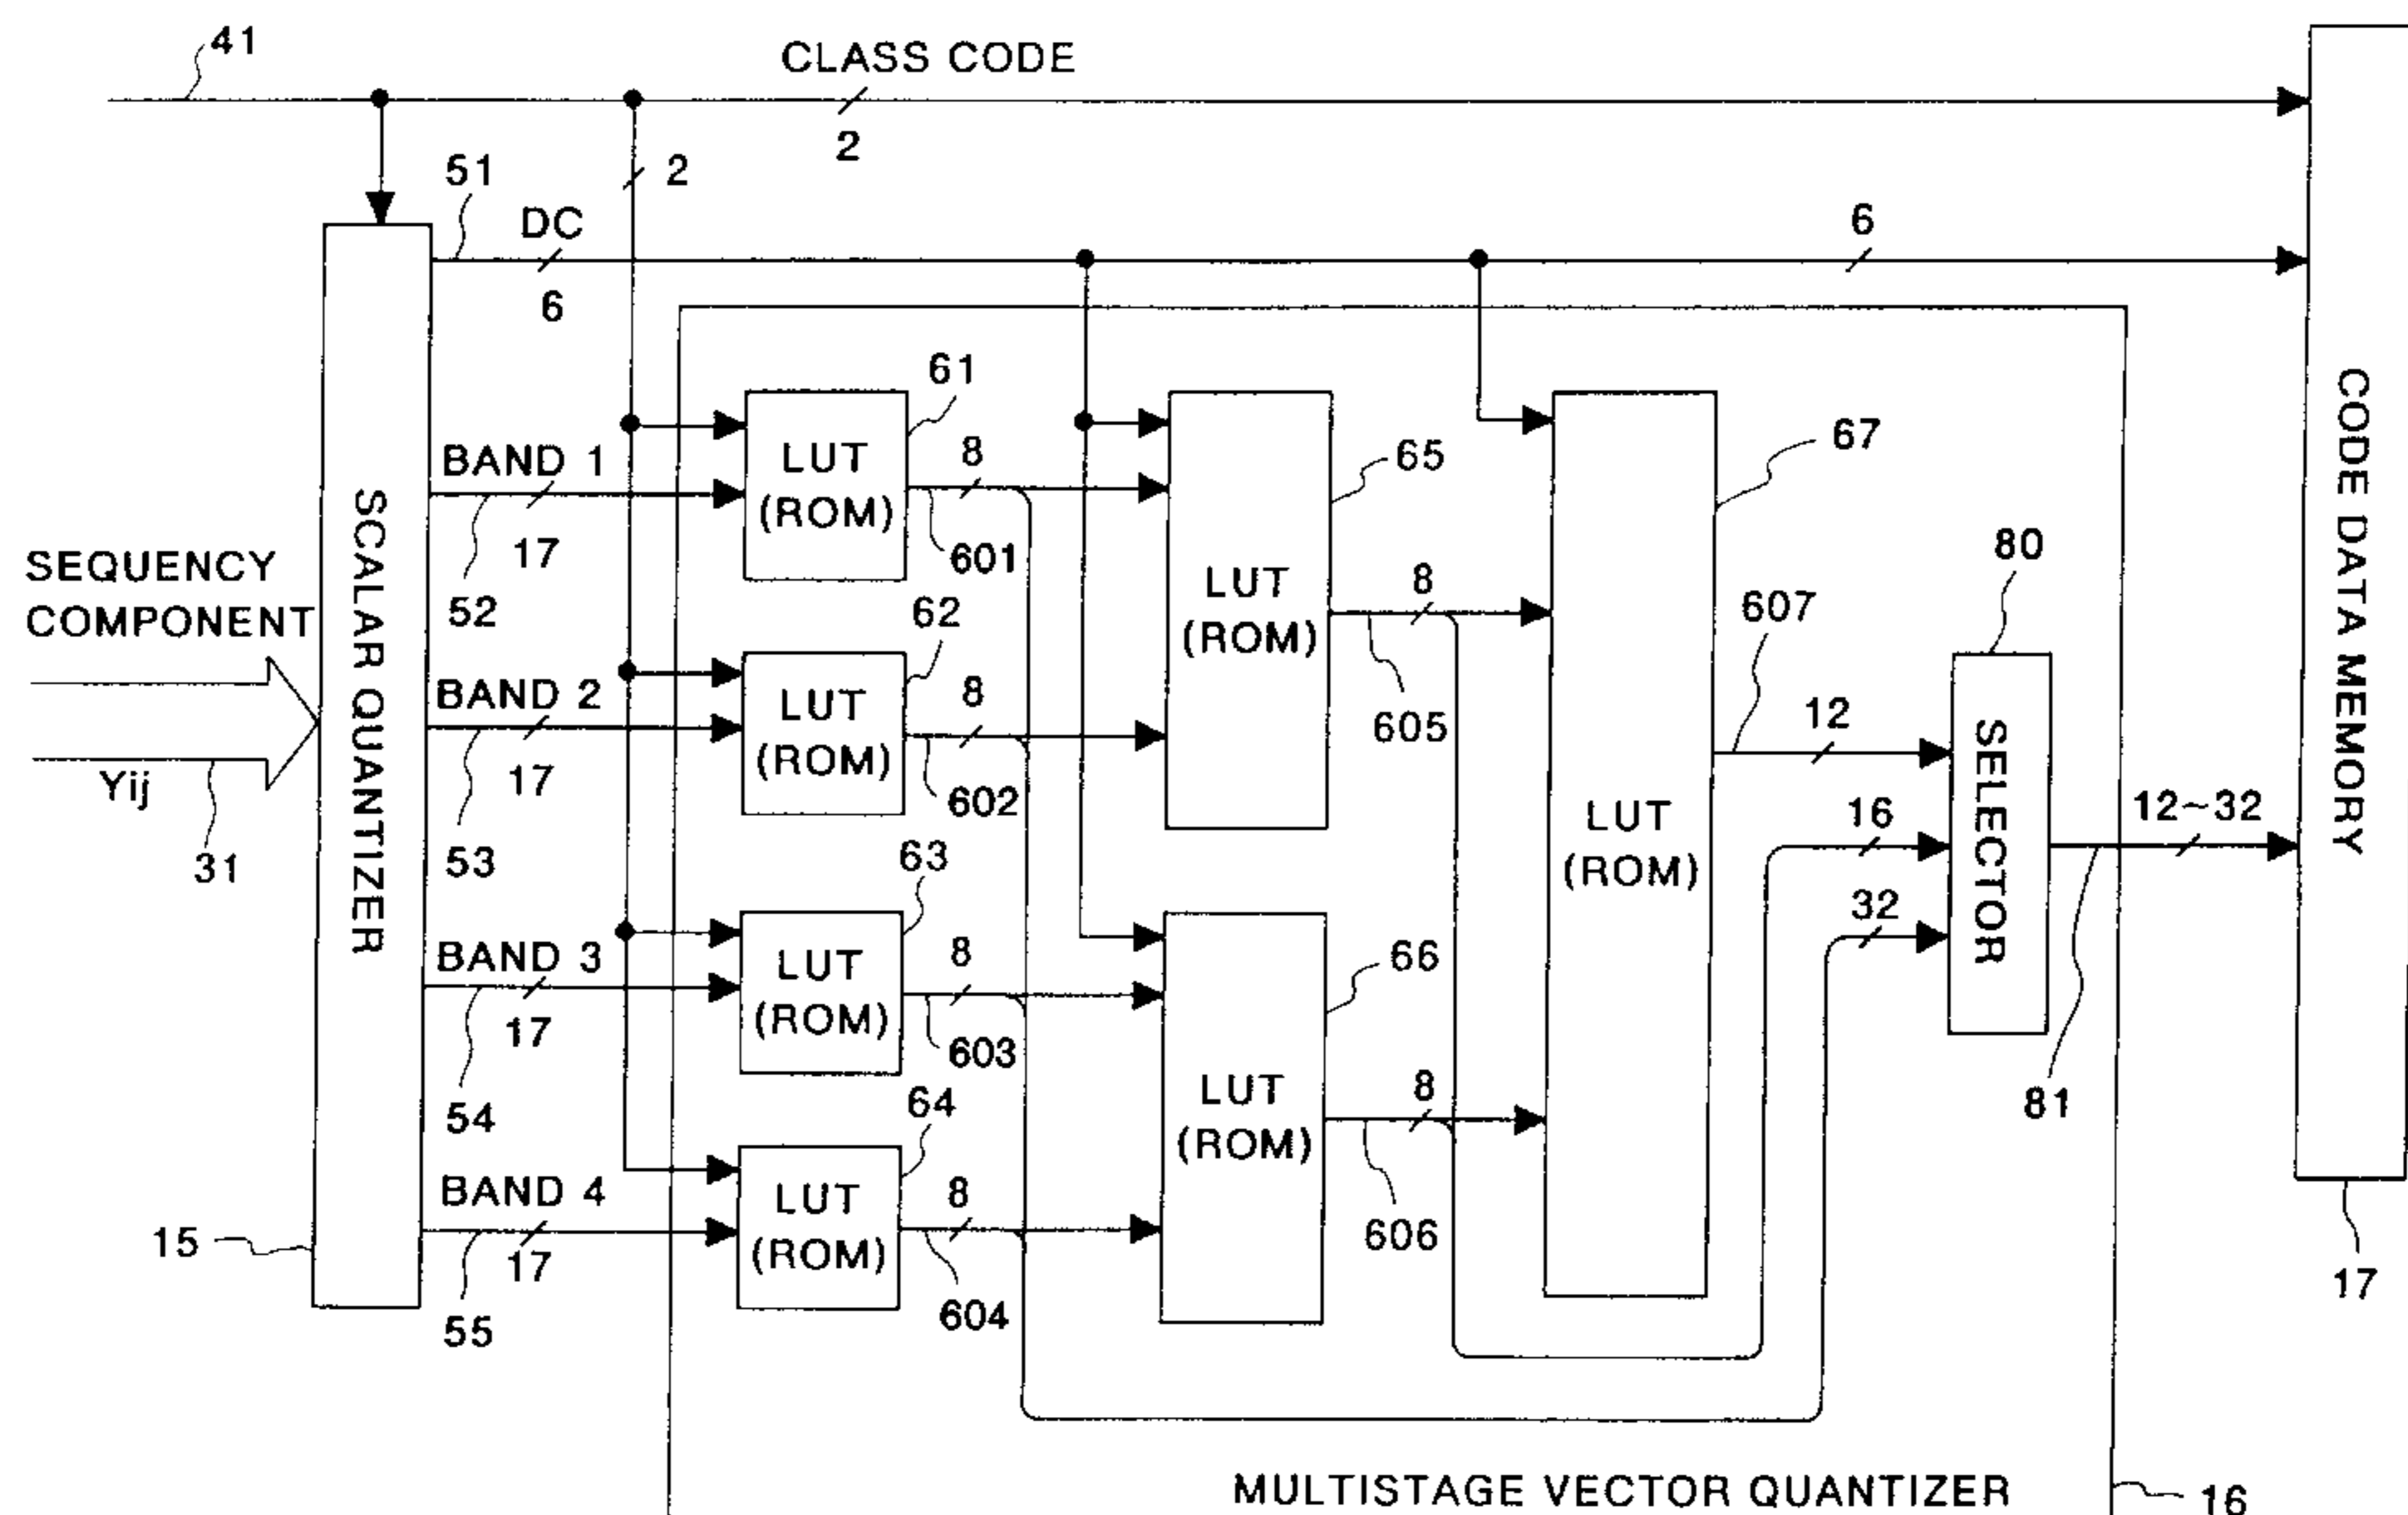 41
CLASS CODE
2
2
51
DC
6
6
61
LUT
(ROM)
8
601
BAND 1
17
52
SEQUENCY
COMPONENT
Yij
31
SCALAR QUANTIZER
15
62
LUT
(ROM)
8
602
BAND 2
17
53
63
LUT
(ROM)
8
603
BAND 3
17
54
64
LUT
(ROM)
8
604
BAND 4
17
55
65
LUT
(ROM)
8
605
66
LUT
(ROM)
8
606
67
LUT
(ROM)
607
12
16
32
80
SELECTOR
12~32
81
CODE DATA MEMORY
17
MULTISTAGE VECTOR QUANTIZER
16